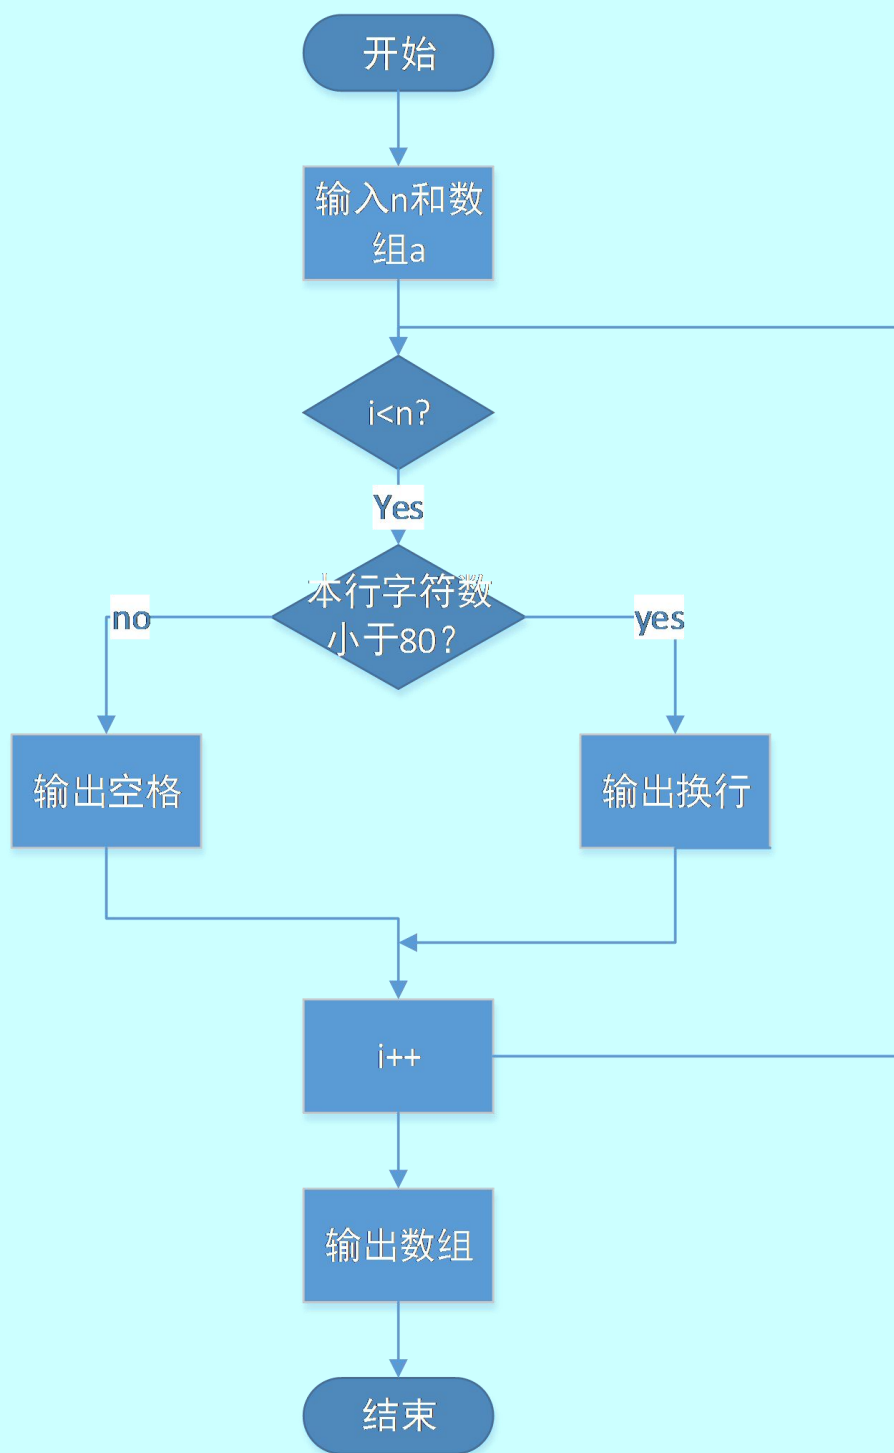 开始
输入n和数
组a
i<n?
Yes
本行字符数
小于80？
no
yes
输出空格
输出换行
i++
输出数组
结束